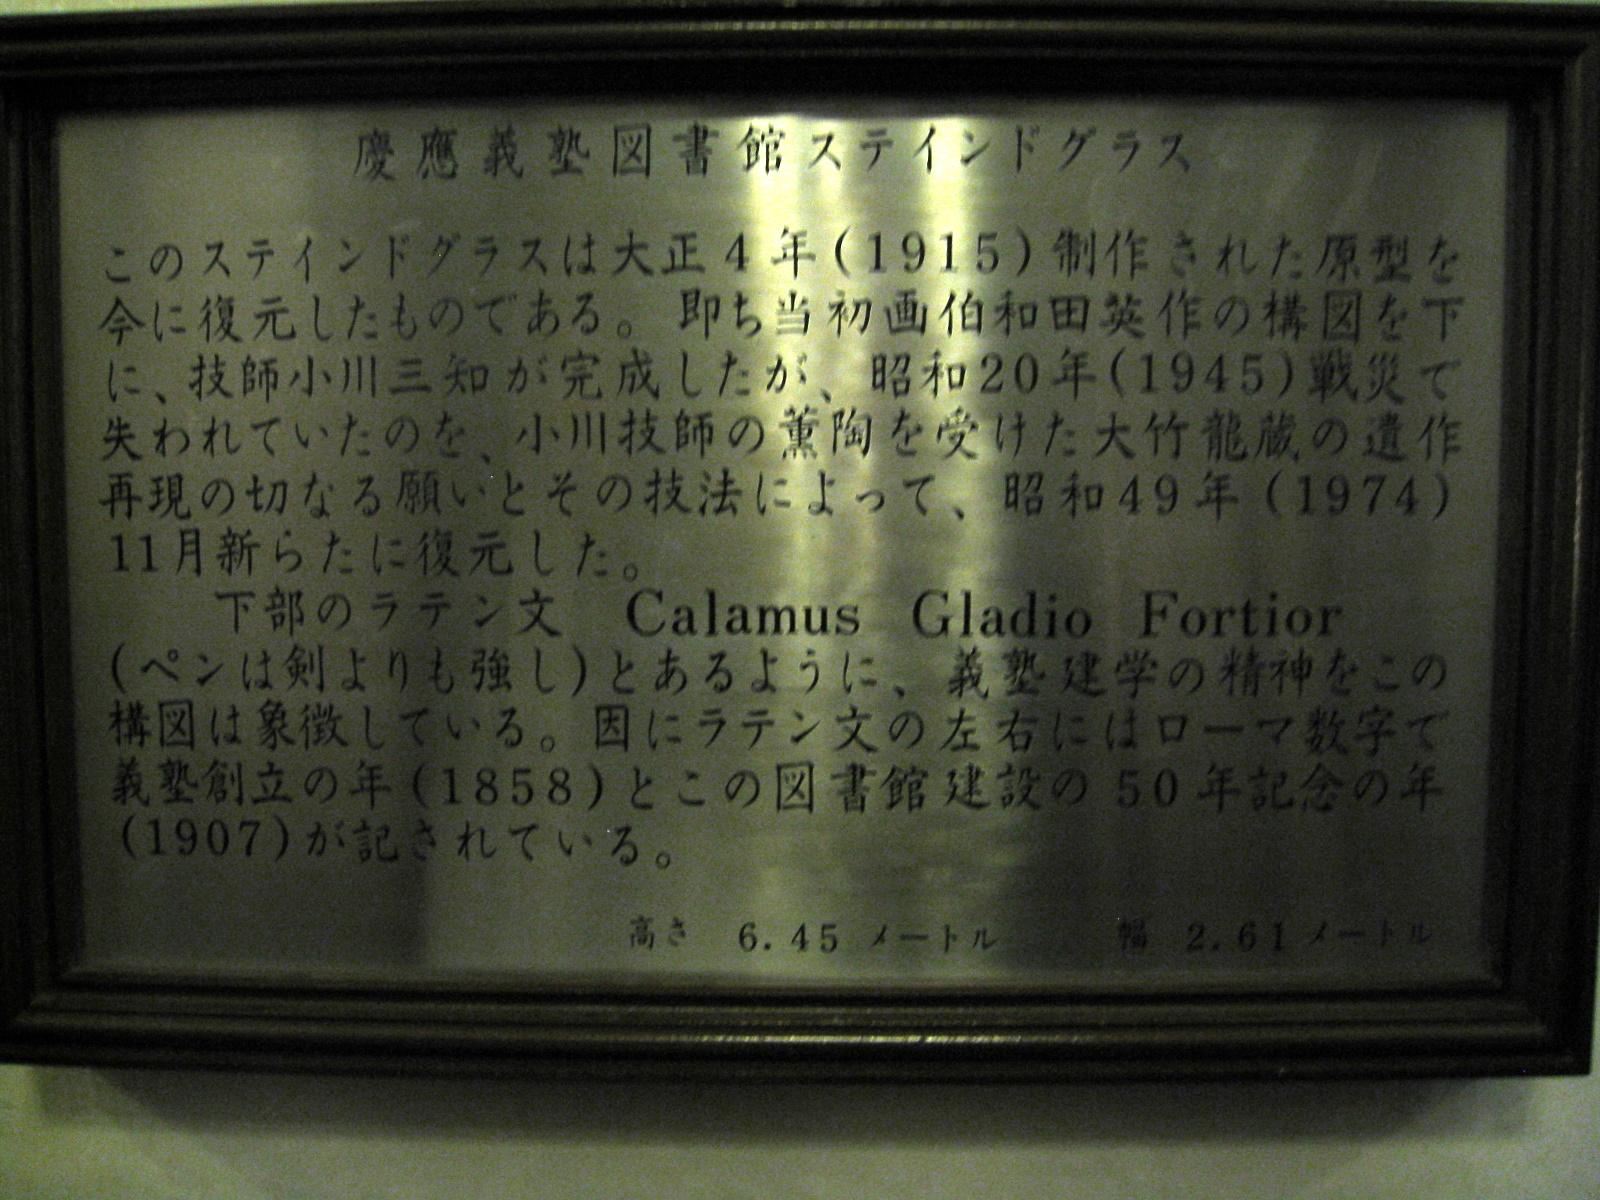 慶應義塾図書館ステインドグラス
このステインドグラスは大正4年(1915)制作された原型を
今に復元したものである。即ち当初画伯和田英作の構図を下
に、技師小川三知が完成したが、昭和20年(1945)戦災で
失われていたのを、小川技師の薫陶を受けた大竹龍蔵の遺作
再現の切なる願いとその技法によって、昭和49年(1974)
11月新らたに復元した。
下部のラテン文 Calamus Gladio Fortior
(ペンは剣よりも強し)とあるように、義塾建学の精神をこの
構図は象徴している。因にラテン文の左右にはローマ数字で
義塾創立の年(1858)とこの図書館建設の50年記念の年
(1907)が記されている。
高さ 6.45メートル 幅 2.61メートル